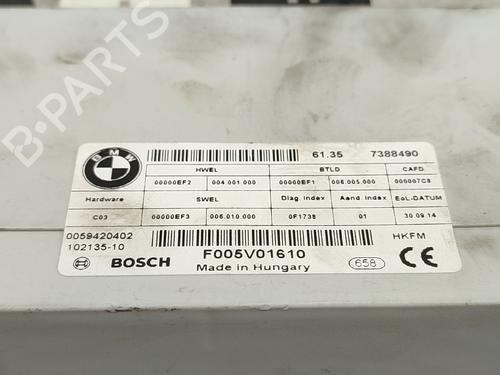 BMW
61.35 7388490
HWEL BTLD CAFD
00000EF2 004.001.000 00000EF1 006.005.000 000007C8
Hardware SWEL Diag.Index Aend.Index EoL-DATUM
C03 00000EF3 006.010.000 0F1738 01 30.09.14
0059420402
102135-10
HKFM
BOSCH
F005V01610
Made in Hungary
658
CE
B-PARTS